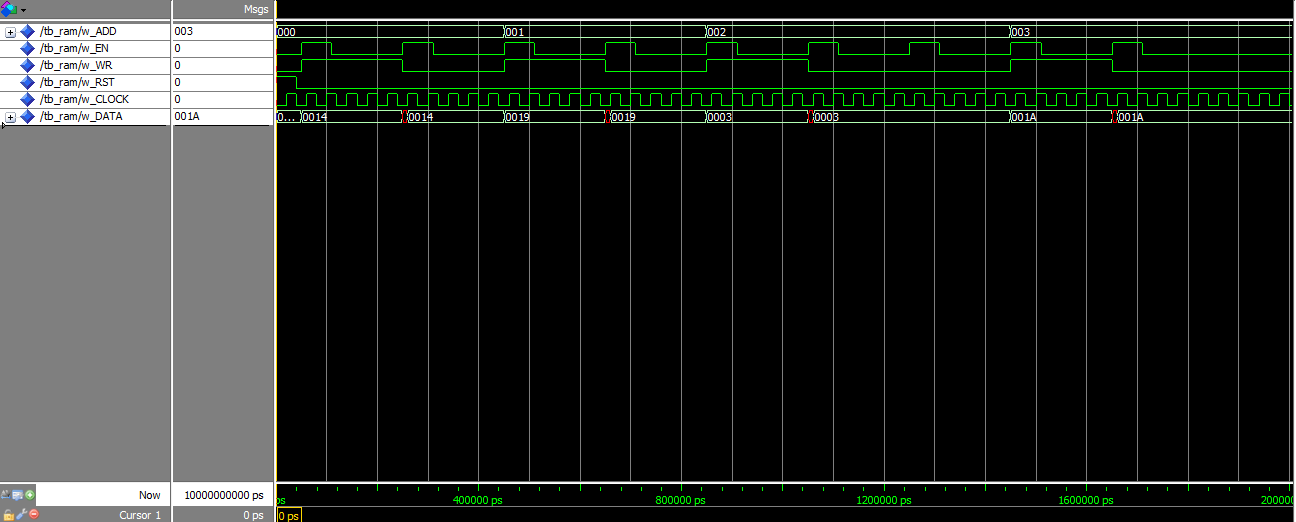 Msgs
/tb_ram/w_ADD 003 000 001 002 003
/tb_ram/w_EN 0
/tb_ram/w_WR 0
/tb_ram/w_RST 0
/tb_ram/w_CLOCK 0
/tb_ram/w_DATA 001A 0... 0014 0014 0019 0019 0003 0003 001A 001A
Now 10000000000 ps ps 400000 ps 800000 ps 1200000 ps 1600000 ps 200000
Cursor 1 0 ps 0 ps